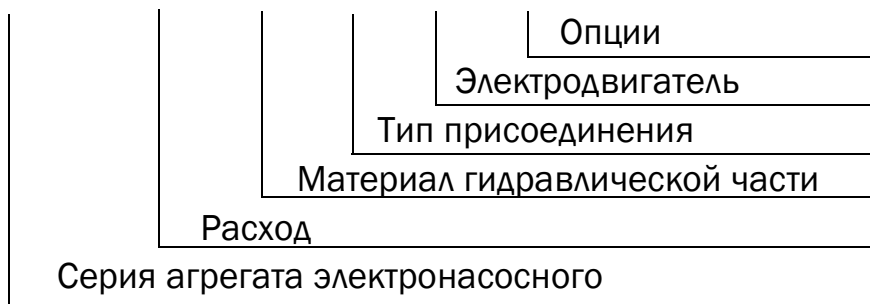 Опции
Электродвигатель
Тип присоединения
Материал гидравлической части
Расход
Серия агрегата электронасосного